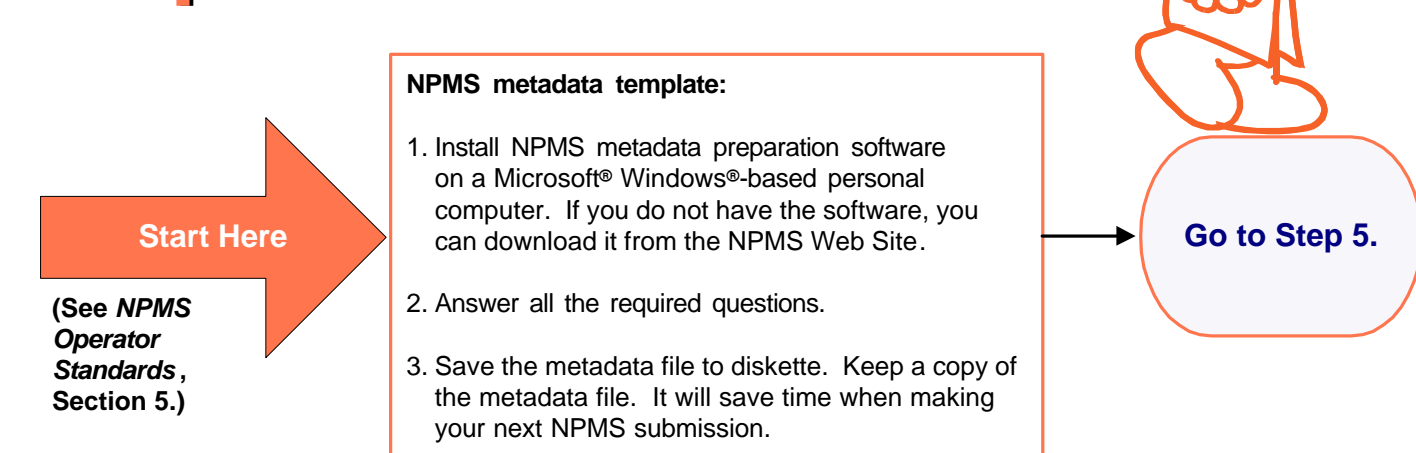 Start Here
(See NPMS
Operator
Standards,
Section 5.)
NPMS metadata template:
1. Install NPMS metadata preparation software
on a Microsoft® Windows®-based personal
computer. If you do not have the software, you
can download it from the NPMS Web Site.
2. Answer all the required questions.
3. Save the metadata file to diskette. Keep a copy of
the metadata file. It will save time when making
your next NPMS submission.
Go to Step 5.